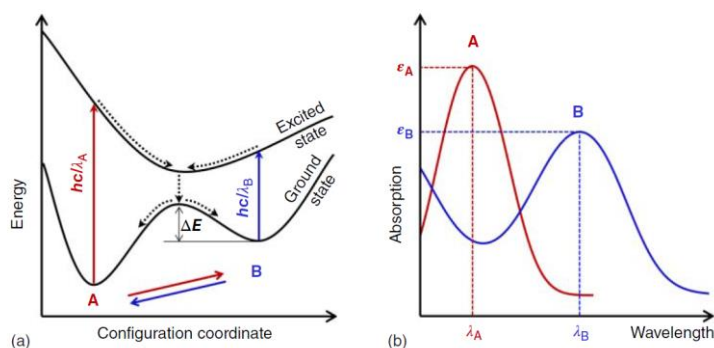 Energy
hc/λA
Excited
state
hc/λB
Ground
state
ΔE
A
B
(a)
Configuration coordinate
A
εA
B
εB
Absorption
λA
λB
Wavelength
(b)